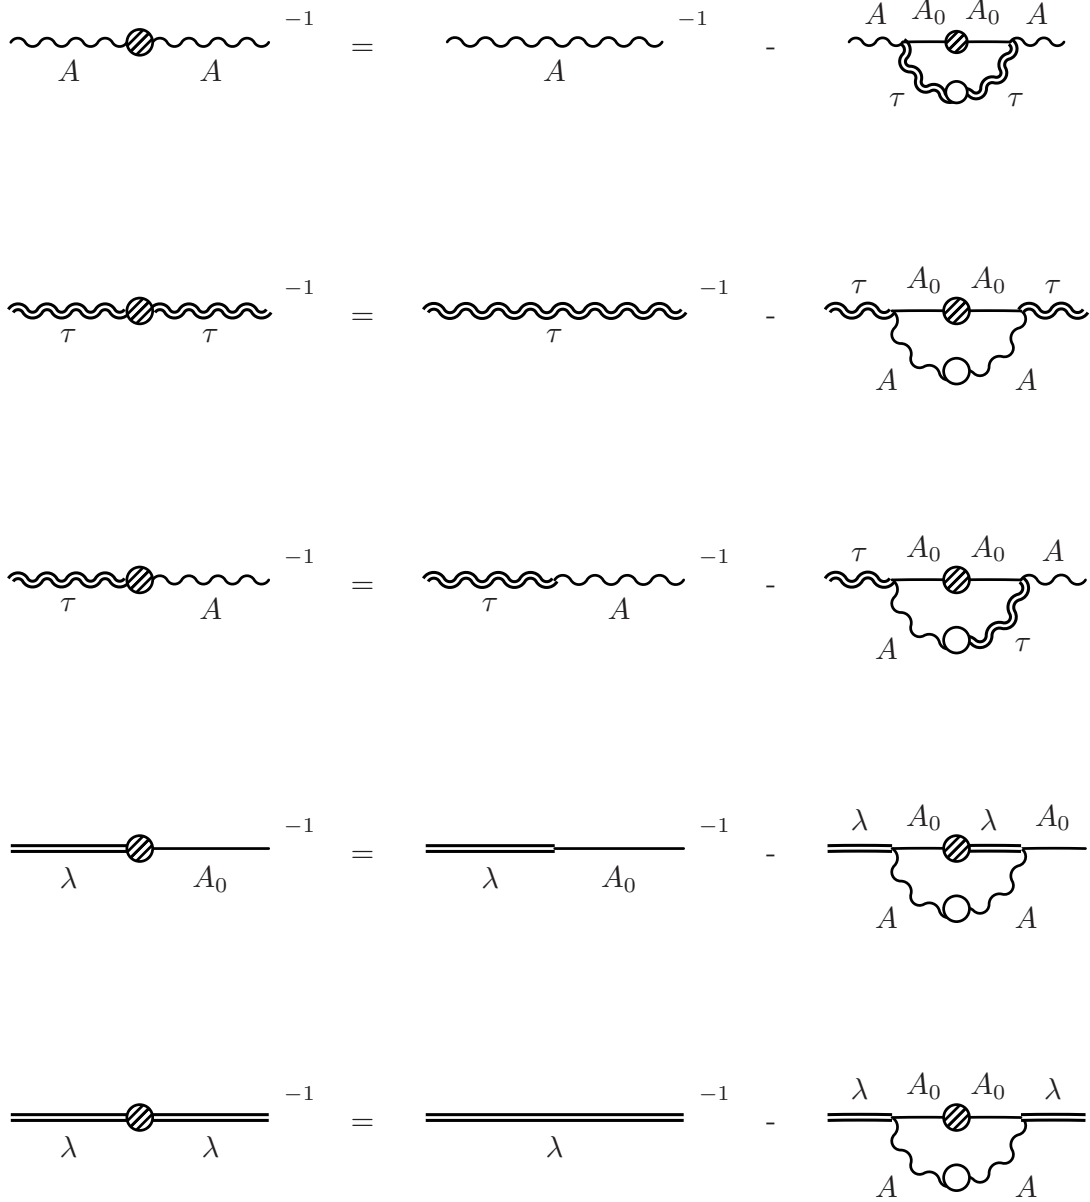 A A −1 = A −1 - A A₀ A₀ A
τ τ
τ τ −1 = τ −1 - τ A₀ A₀ τ
A A
τ A −1 = τ A −1 - τ A₀ A₀ A
A τ
λ A₀ −1 = λ A₀ −1 - λ A₀ λ A₀
A A
λ λ −1 = λ −1 - λ A₀ A₀ λ
A A